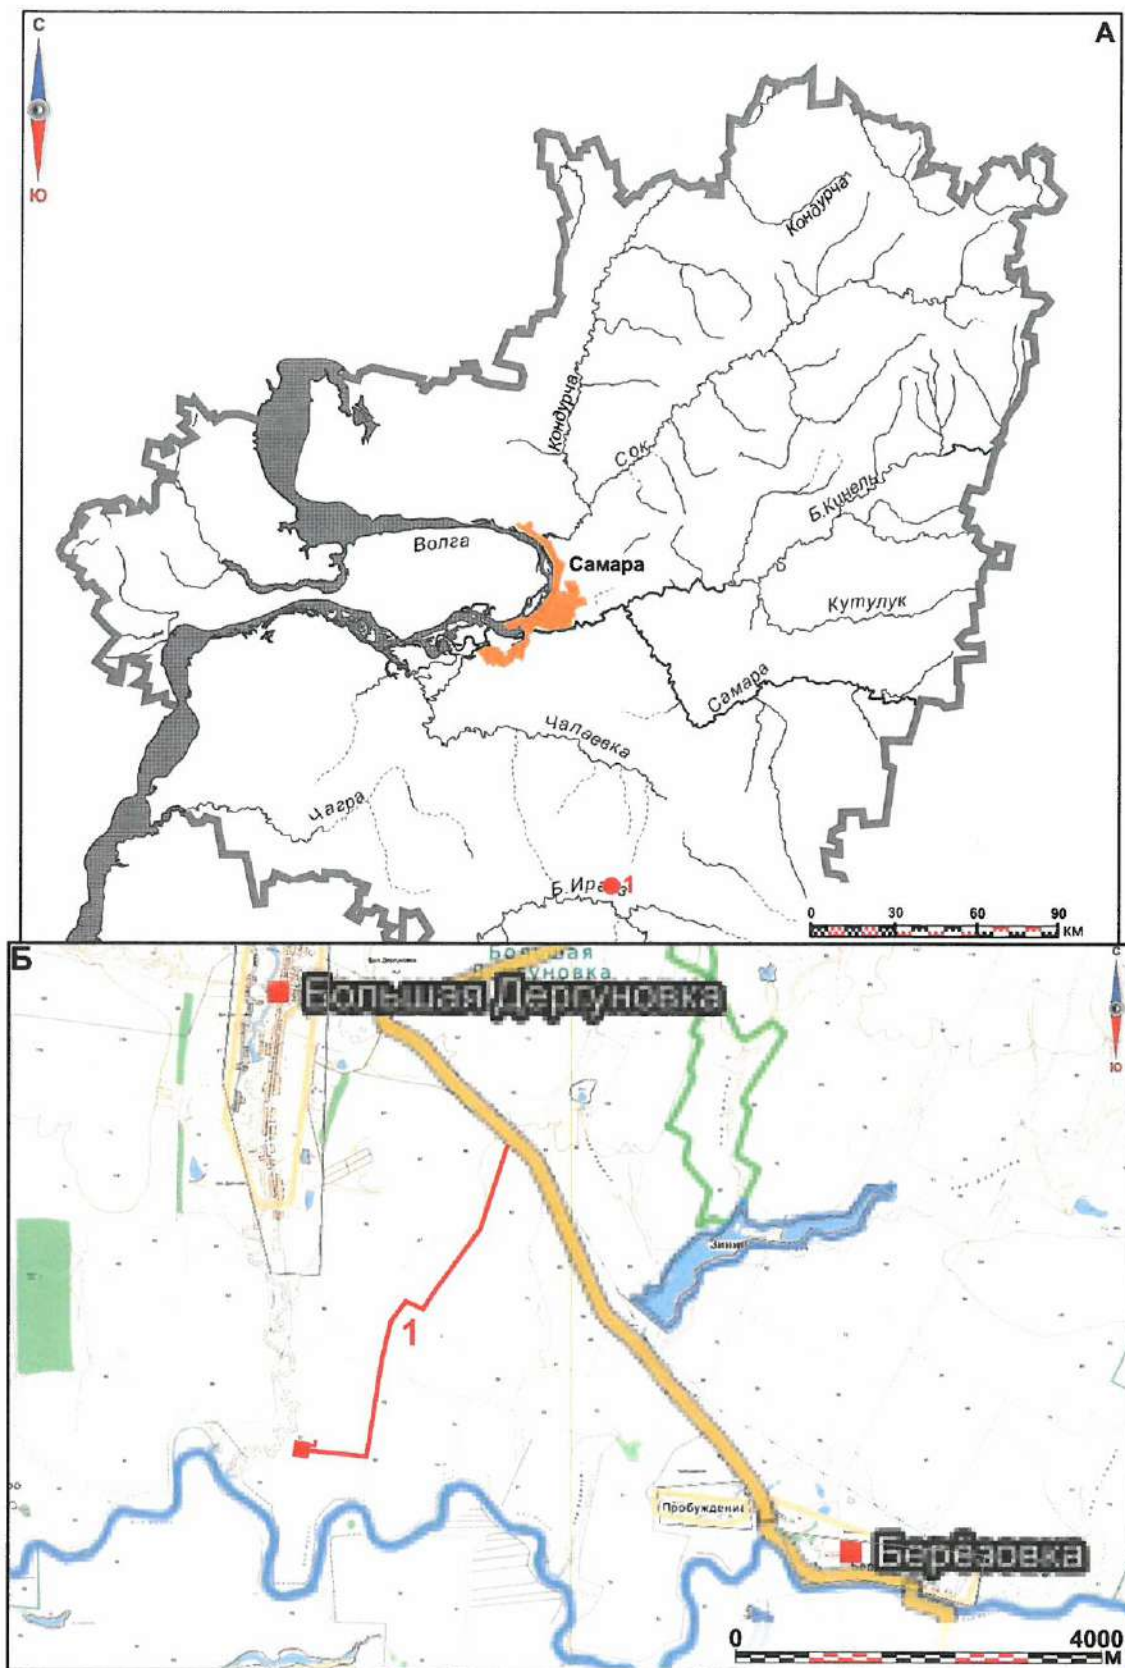 С
А
Ю
Кондурча
Кондурча
Сок
Б.Кинель
Волга
Самара
Кутулук
Самара
Чапаевка
Чагра
Б.Иргиз
1
0 30 60 90
КМ
Б
Большая
Дергуновка
С
Большая Дергуновка
Ю
1
Пробуждение
Берёзовка
0 4000
М